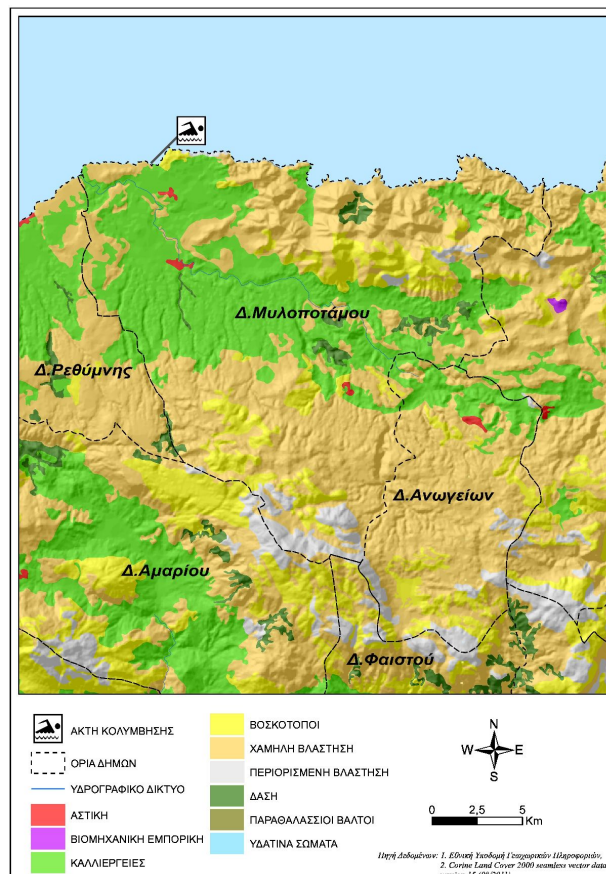 Δ.Μυλοποτάμου
Δ.Ρεθύμνης
Δ.Ανωγείων
Δ.Αμαρίου
Δ.Φαιστού
ΑΚΤΗ ΚΟΛΥΜΒΗΣΗΣ
ΟΡΙΑ ΔΗΜΩΝ
ΥΔΡΟΓΡΑΦΙΚΟ ΔΙΚΤΥΟ
ΑΣΤΙΚΗ
ΒΙΟΜΗΧΑΝΙΚΗ ΕΜΠΟΡΙΚΗ
ΚΑΛΛΙΕΡΓΕΙΕΣ
ΒΟΣΚΟΤΟΠΟΙ
ΧΑΜΗΛΗ ΒΛΑΣΤΗΣΗ
ΠΕΡΙΟΡΙΣΜΕΝΗ ΒΛΑΣΤΗΣΗ
ΔΑΣΗ
ΠΑΡΑΘΑΛΑΣΣΙΟΙ ΒΑΛΤΟΙ
ΥΔΑΤΙΝΑ ΣΩΜΑΤΑ
N
W E
S
0 2,5 5
Km
Πηγή Δεδομένων: 1. Εθνική Υποδομή Γεωχωρικών Πληροφοριών,
2. Corine Land Cover 2000 seamless vector data